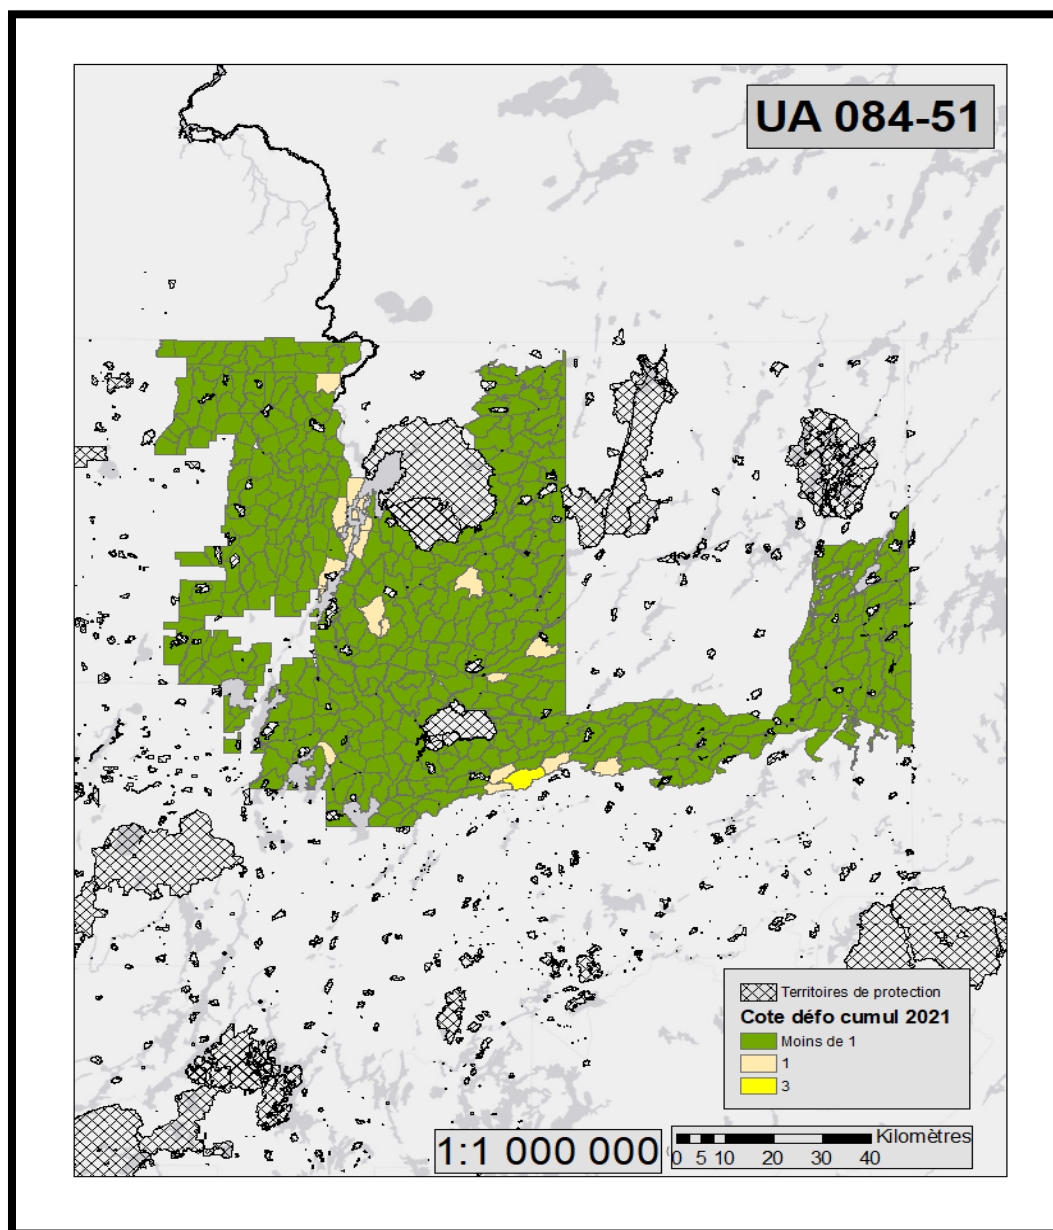 UA 084-51
Territoires de protection
Cote défo cumul 2021
Moins de 1
1
3
1:1 000 000
Kilomètres
0 5 10 20 30 40